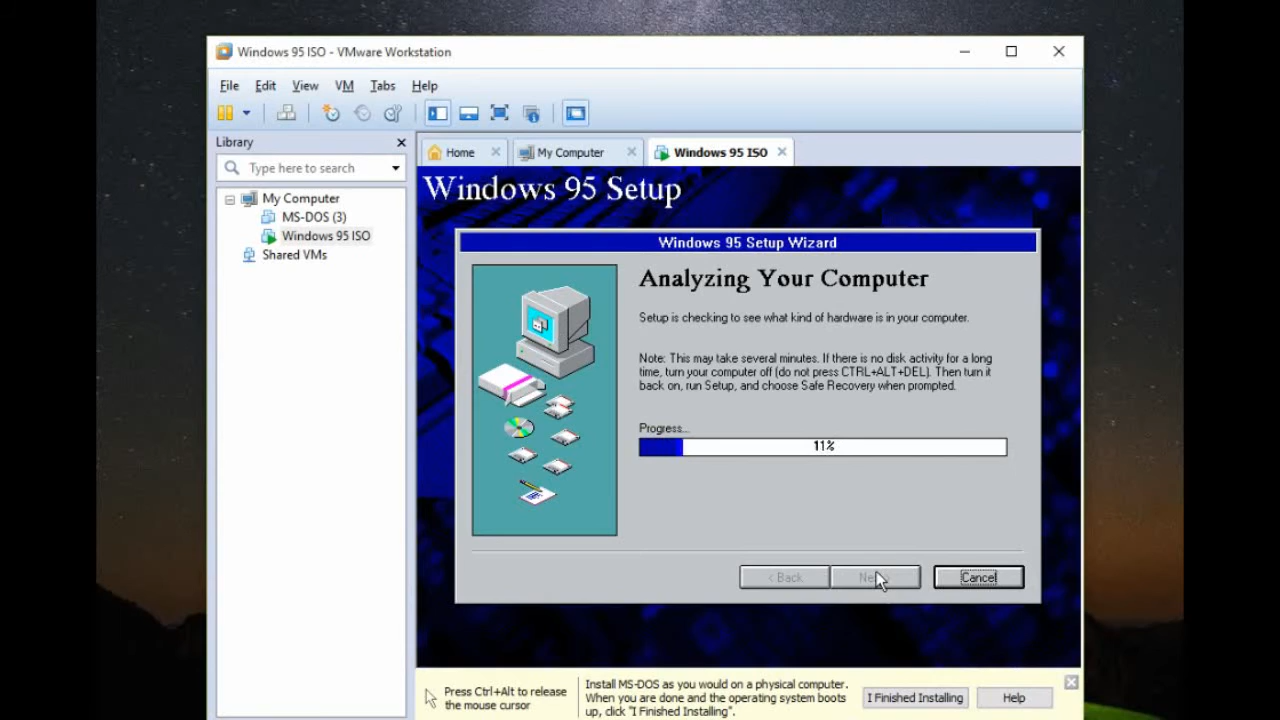 Windows 95 ISO - VMware Workstation
File Edit View VM Tabs Help
Library
Home
My Computer
Windows 95 ISO
Type here to search
My Computer
MS-DOS (3)
Windows 95 ISO
Shared VMs
Windows 95 Setup
Windows 95 Setup Wizard
Analyzing Your Computer
Setup is checking to see what kind of hardware is in your computer.
Note: This may take several minutes. If there is no disk activity for a long
time, turn your computer off (do not press CTRL+ALT+DEL). Then turn it
back on, run Setup, and choose Safe Recovery when prompted.
Progress...
11%
< Back
Cancel
Press Ctrl+Alt to release
the mouse cursor
Install MS-DOS as you would on a physical computer.
When you are done and the operating system boots
up, click "I Finished Installing".
I Finished Installing
Help